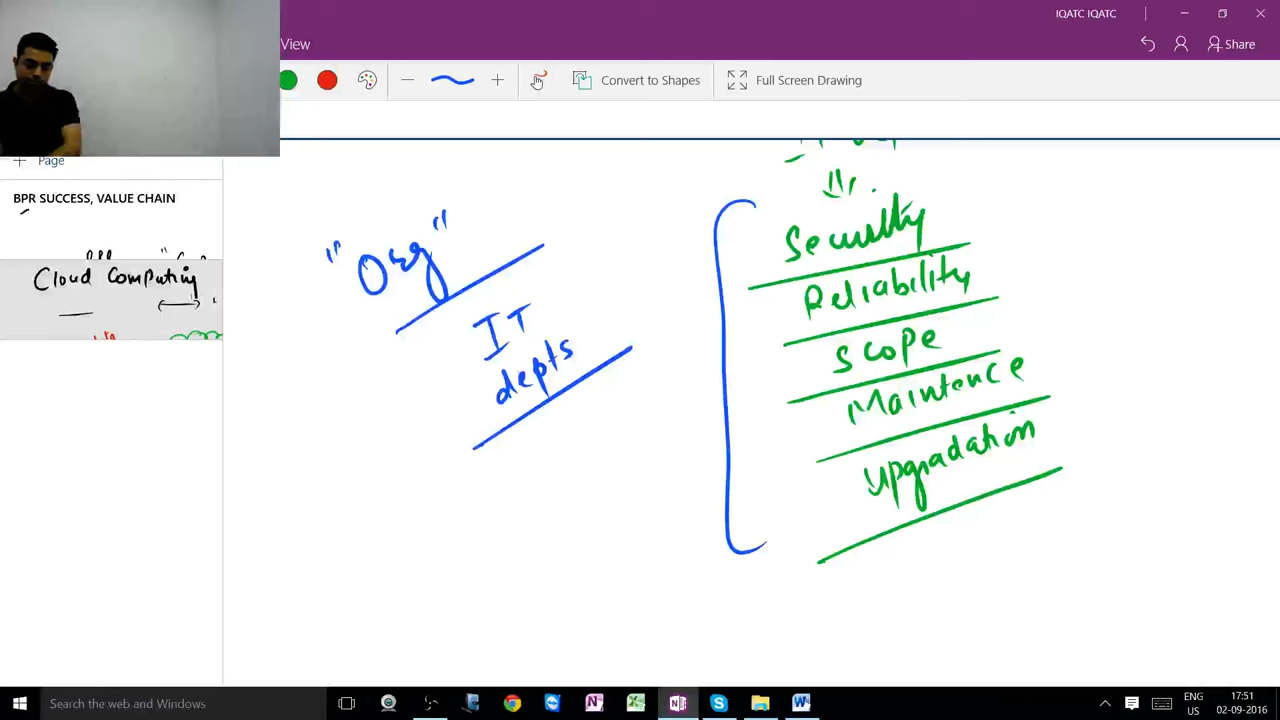 IQATC IQATC
View
Share
Convert to Shapes
Full Screen Drawing
Page
BPR SUCCESS, VALUE CHAIN
Cloud Computing
"Org"
IT
depts
Security
Reliability
Scope
Maintence
Upgradation
Search the web and Windows
ENG
US
17:51
02-09-2016